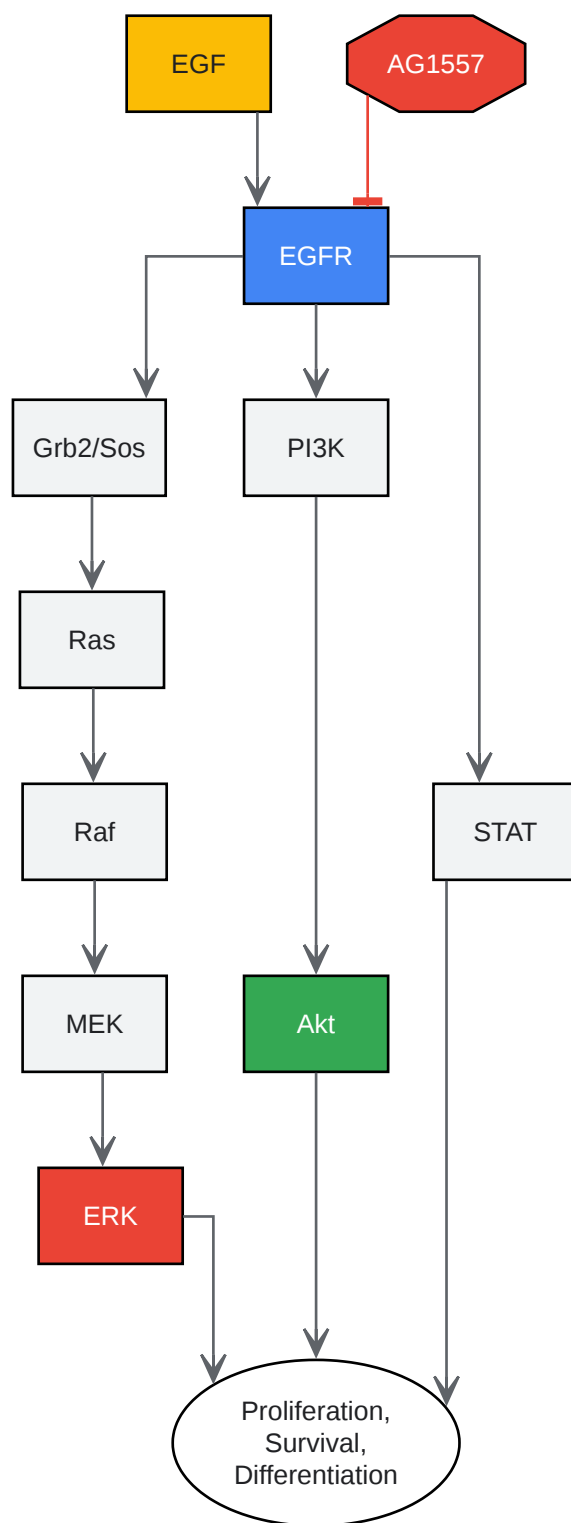 EGF
AG1557
EGFR
Grb2/Sos
PI3K
Ras
Raf
STAT
MEK
Akt
ERK
Proliferation,
Survival,
Differentiation